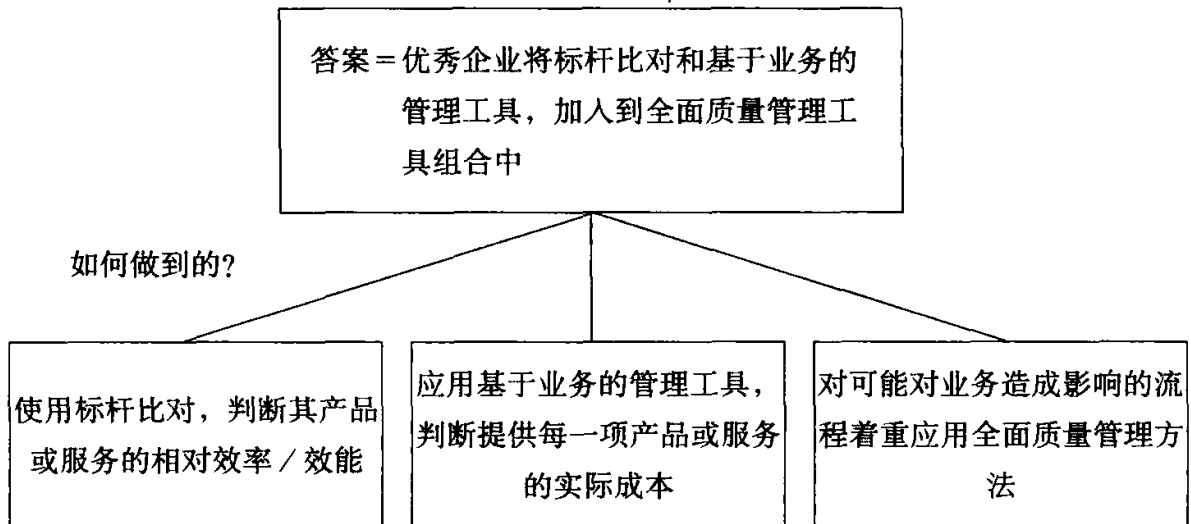 答案＝优秀企业将标杆比对和基于业务的
管理工具，加入到全面质量管理工
具组合中
如何做到的?
使用标杆比对，判断其产品
或服务的相对效率／效能
应用基于业务的管理工具，
判断提供每一项产品或服务
的实际成本
对可能对业务造成影响的流
程着重应用全面质量管理方
法